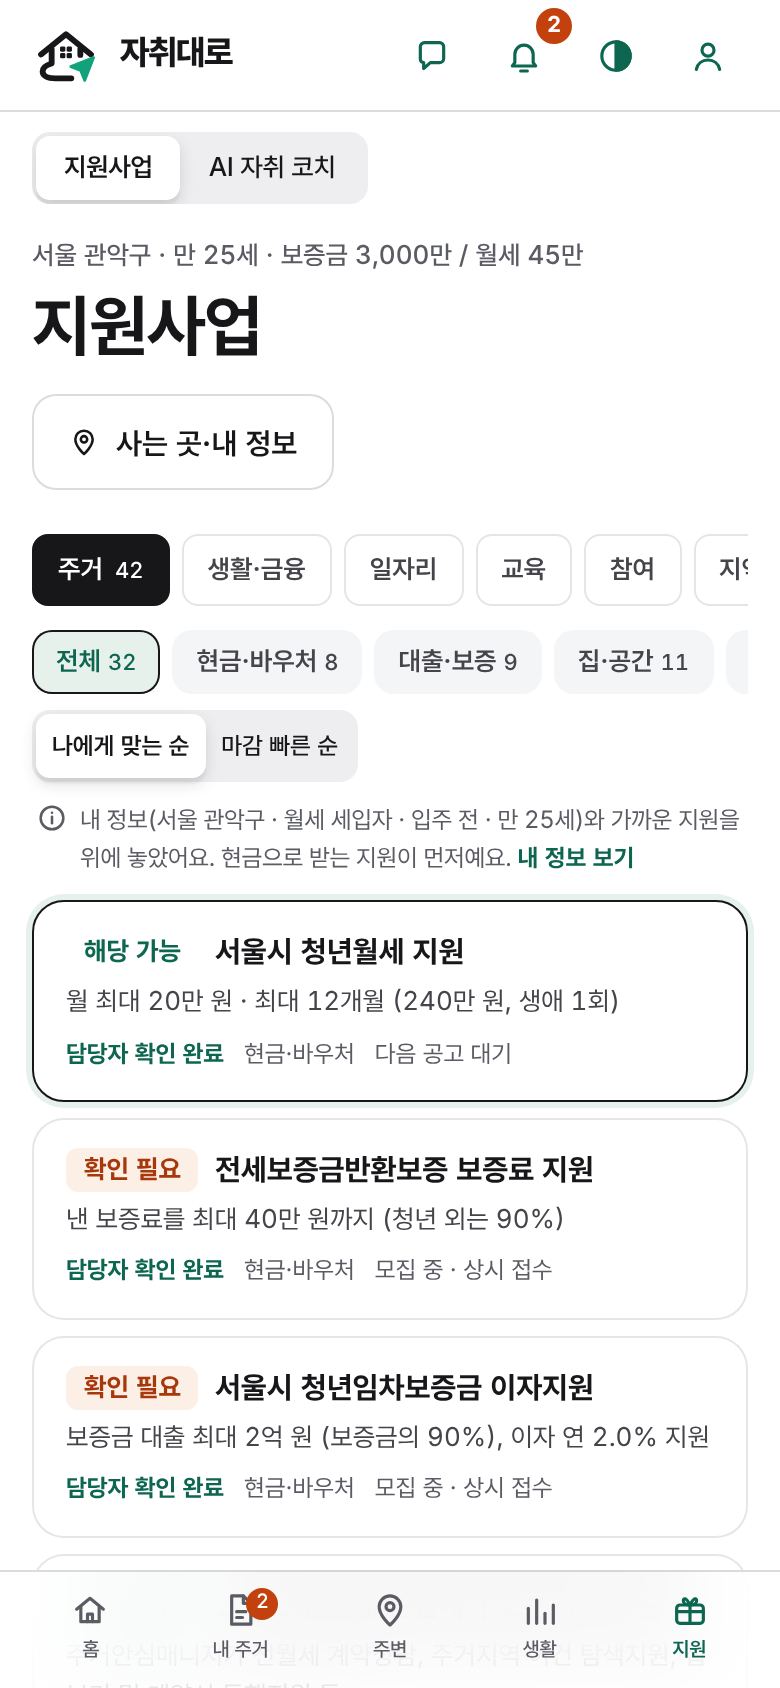 자취대로
2
지원사업
AI 자취 코치
서울 관악구 · 만 25세 · 보증금 3,000만 / 월세 45만
지원사업
사는 곳·내 정보
주거 42
생활·금융
일자리
교육
참여
전체 32
현금·바우처 8
대출·보증 9
집·공간 11
나에게 맞는 순
마감 빠른 순
내 정보(서울 관악구 · 월세 세입자 · 입주 전 · 만 25세)와 가까운 지원을
위에 놓았어요. 현금으로 받는 지원이 먼저예요. 내 정보 보기
해당 가능 서울시 청년월세 지원
월 최대 20만 원 · 최대 12개월 (240만 원, 생애 1회)
담당자 확인 완료 현금·바우처 다음 공고 대기
확인 필요 전세보증금반환보증 보증료 지원
낸 보증료를 최대 40만 원까지 (청년 외는 90%)
담당자 확인 완료 현금·바우처 모집 중 · 상시 접수
확인 필요 서울시 청년임차보증금 이자지원
보증금 대출 최대 2억 원 (보증금의 90%), 이자 연 2.0% 지원
담당자 확인 완료 현금·바우처 모집 중 · 상시 접수
2
홈
내 주거
주변
생활
지원